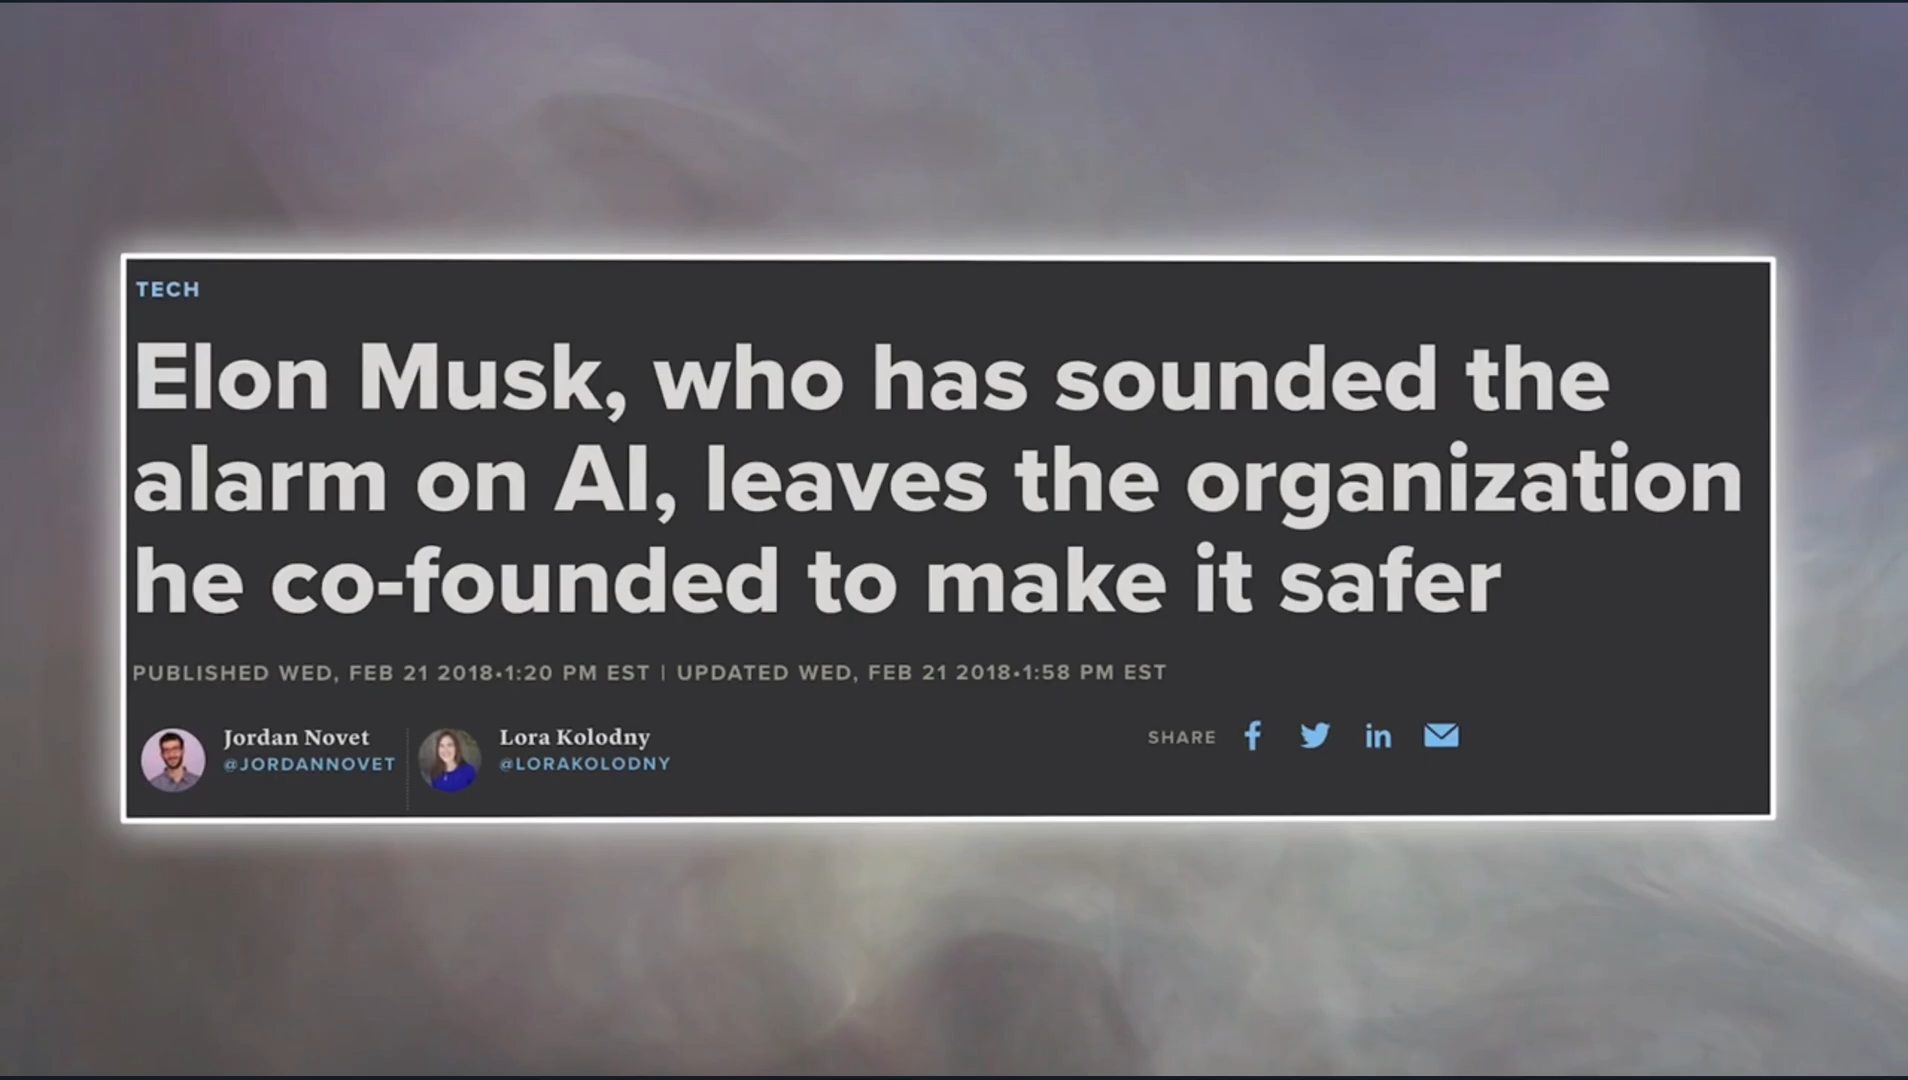 TECH
Elon Musk, who has sounded the
alarm on AI, leaves the organization
he co-founded to make it safer
PUBLISHED WED, FEB 21 2018•1:20 PM EST | UPDATED WED, FEB 21 2018•1:58 PM EST
Jordan Novet
@JORDANNOVET
Lora Kolodny
@LORAKOLODNY
SHARE